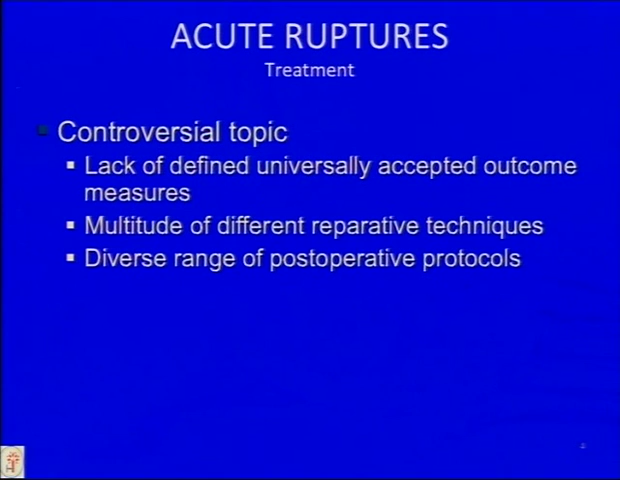 ACUTE RUPTURES
Treatment
Controversial topic
Lack of defined universally accepted outcome
measures
Multitude of different reparative techniques
Diverse range of postoperative protocols